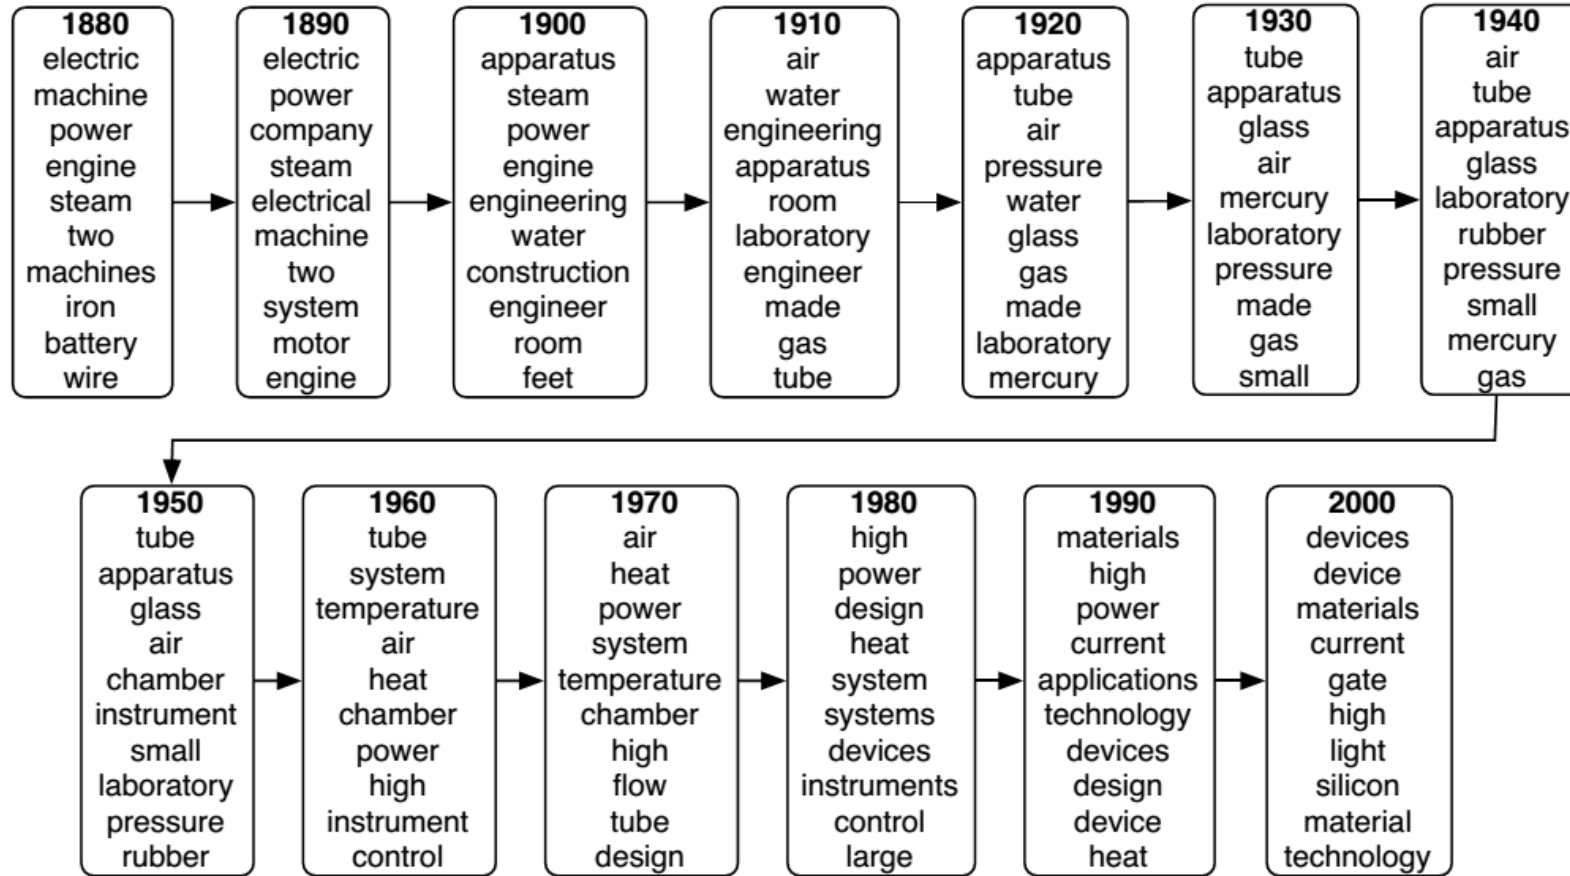 1880
electric
machine
power
engine
steam
two
machines
iron
battery
wire
1890
electric
power
company
steam
electrical
machine
two
system
motor
engine
1900
apparatus
steam
power
engine
engineering
water
construction
engineer
room
feet
1910
air
water
engineering
apparatus
room
laboratory
engineer
made
gas
tube
1920
apparatus
tube
air
pressure
water
glass
gas
made
laboratory
mercury
1930
tube
apparatus
glass
air
mercury
laboratory
pressure
made
gas
small
1940
air
tube
apparatus
glass
laboratory
rubber
pressure
small
mercury
gas
1950
tube
apparatus
glass
air
chamber
instrument
small
laboratory
pressure
rubber
1960
tube
system
temperature
air
heat
chamber
power
high
instrument
control
1970
air
heat
power
system
temperature
chamber
high
flow
tube
design
1980
high
power
design
heat
system
systems
devices
instruments
control
large
1990
materials
high
power
current
applications
technology
devices
design
device
heat
2000
devices
device
materials
current
gate
high
light
silicon
material
technology